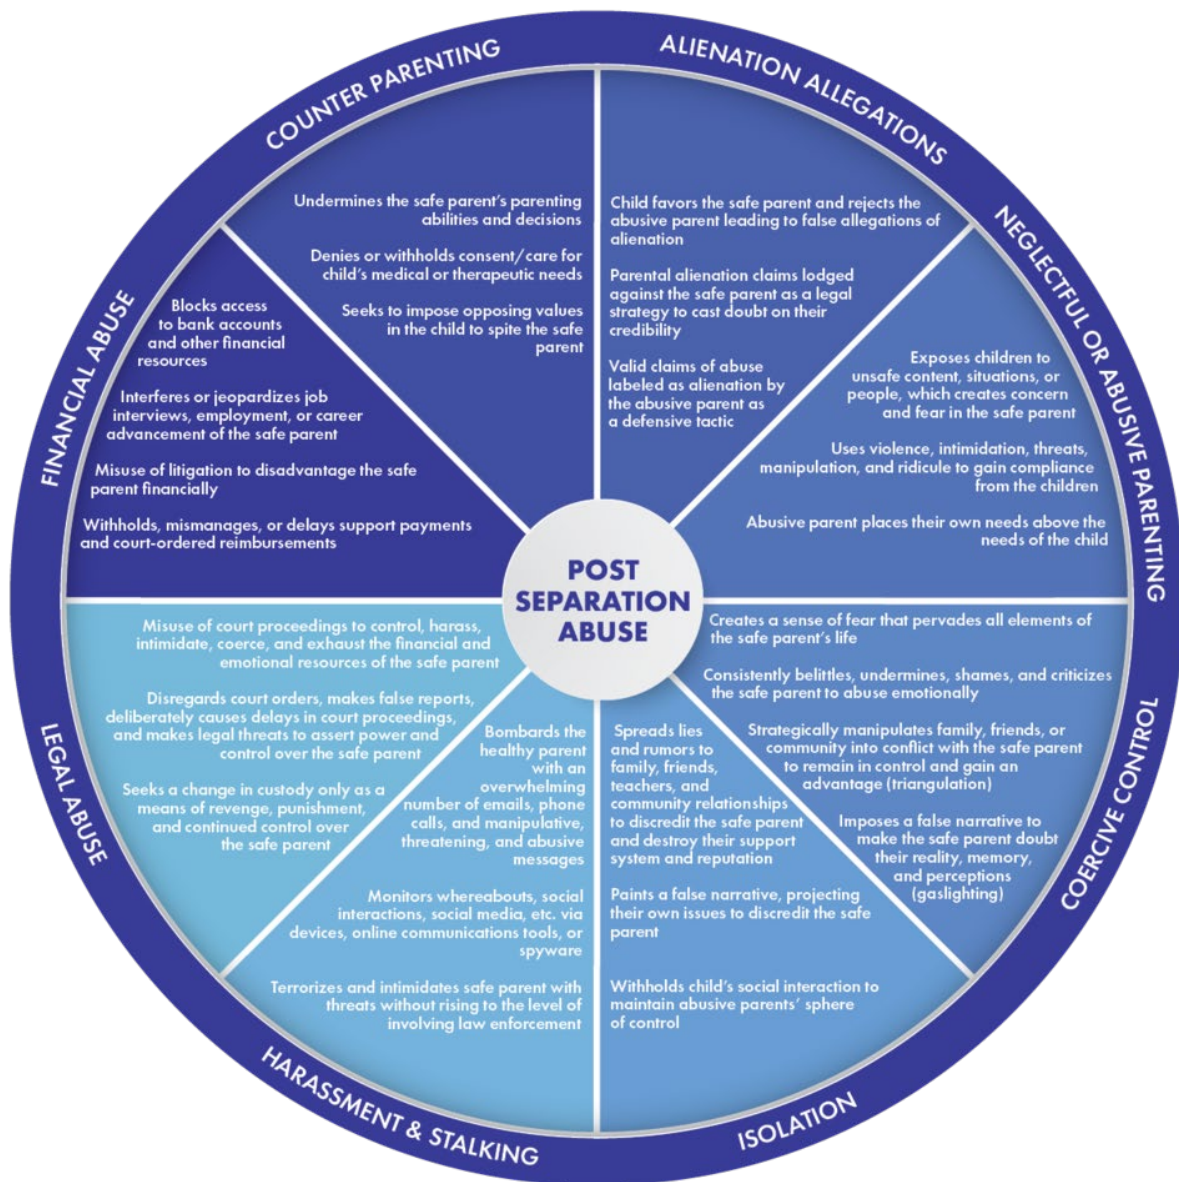 COUNTER PARENTING
Undermines the safe parent's parenting
abilities and decisions
Denies or withholds consent/care for
child's medical or therapeutic needs
Seeks to impose opposing values
in the child to spite the safe
parent
ALIENATION ALLEGATIONS
Child favors the safe parent and rejects the
abusive parent leading to false allegations of
alienation
Parental alienation claims lodged
against the safe parent as a legal
strategy to cast doubt on their
credibility
Valid claims of abuse
labeled as alienation by
the abusive parent as
a defensive tactic
NEGLECTFUL OR ABUSIVE PARENTING
Exposes children to
unsafe content, situations, or
people, which creates concern
and fear in the safe parent
Uses violence, intimidation, threats,
manipulation, and ridicule to gain compliance
from the children
Abusive parent places their own needs above the
needs of the child
COERCIVE CONTROL
Creates a sense of fear that pervades all elements of
the safe parent's life
Consistently belittles, undermines, shames, and criticizes
the safe parent to abuse emotionally
Strategically manipulates family, friends, or
community into conflict with the safe parent
to remain in control and gain an
advantage (triangulation)
Imposes a false narrative to
make the safe parent doubt
their reality, memory,
and perceptions
(gaslighting)
ISOLATION
Spreads lies
and rumors to
family, friends,
teachers, and
community relationships
to discredit the safe parent
and destroy their support
system and reputation
Paints a false narrative, projecting
their own issues to discredit the safe
parent
Withholds child's social interaction to
maintain abusive parents' sphere
of control
HARASSMENT & STALKING
Bombards the
healthy parent
with an
overwhelming
number of emails, phone
calls, and manipulative,
threatening, and abusive
messages
Monitors whereabouts, social
interactions, social media, etc. via
devices, online communications tools, or
spyware
Terrorizes and intimidates safe parent with
threats without rising to the level of
involving law enforcement
LEGAL ABUSE
Misuse of court proceedings to control, harass,
intimidate, coerce, and exhaust the financial and
emotional resources of the safe parent
Disregards court orders, makes false reports,
deliberately causes delays in court proceedings,
and makes legal threats to assert power and
control over the safe parent
Seeks a change in custody only as a
means of revenge, punishment,
and continued control over
the safe parent
FINANCIAL ABUSE
Blocks access
to bank accounts
and other financial
resources
Interferes or jeopardizes job
interviews, employment, or career
advancement of the safe parent
Misuse of litigation to disadvantage the safe
parent financially
Withholds, mismanages, or delays support payments
and court-ordered reimbursements
POST
SEPARATION
ABUSE